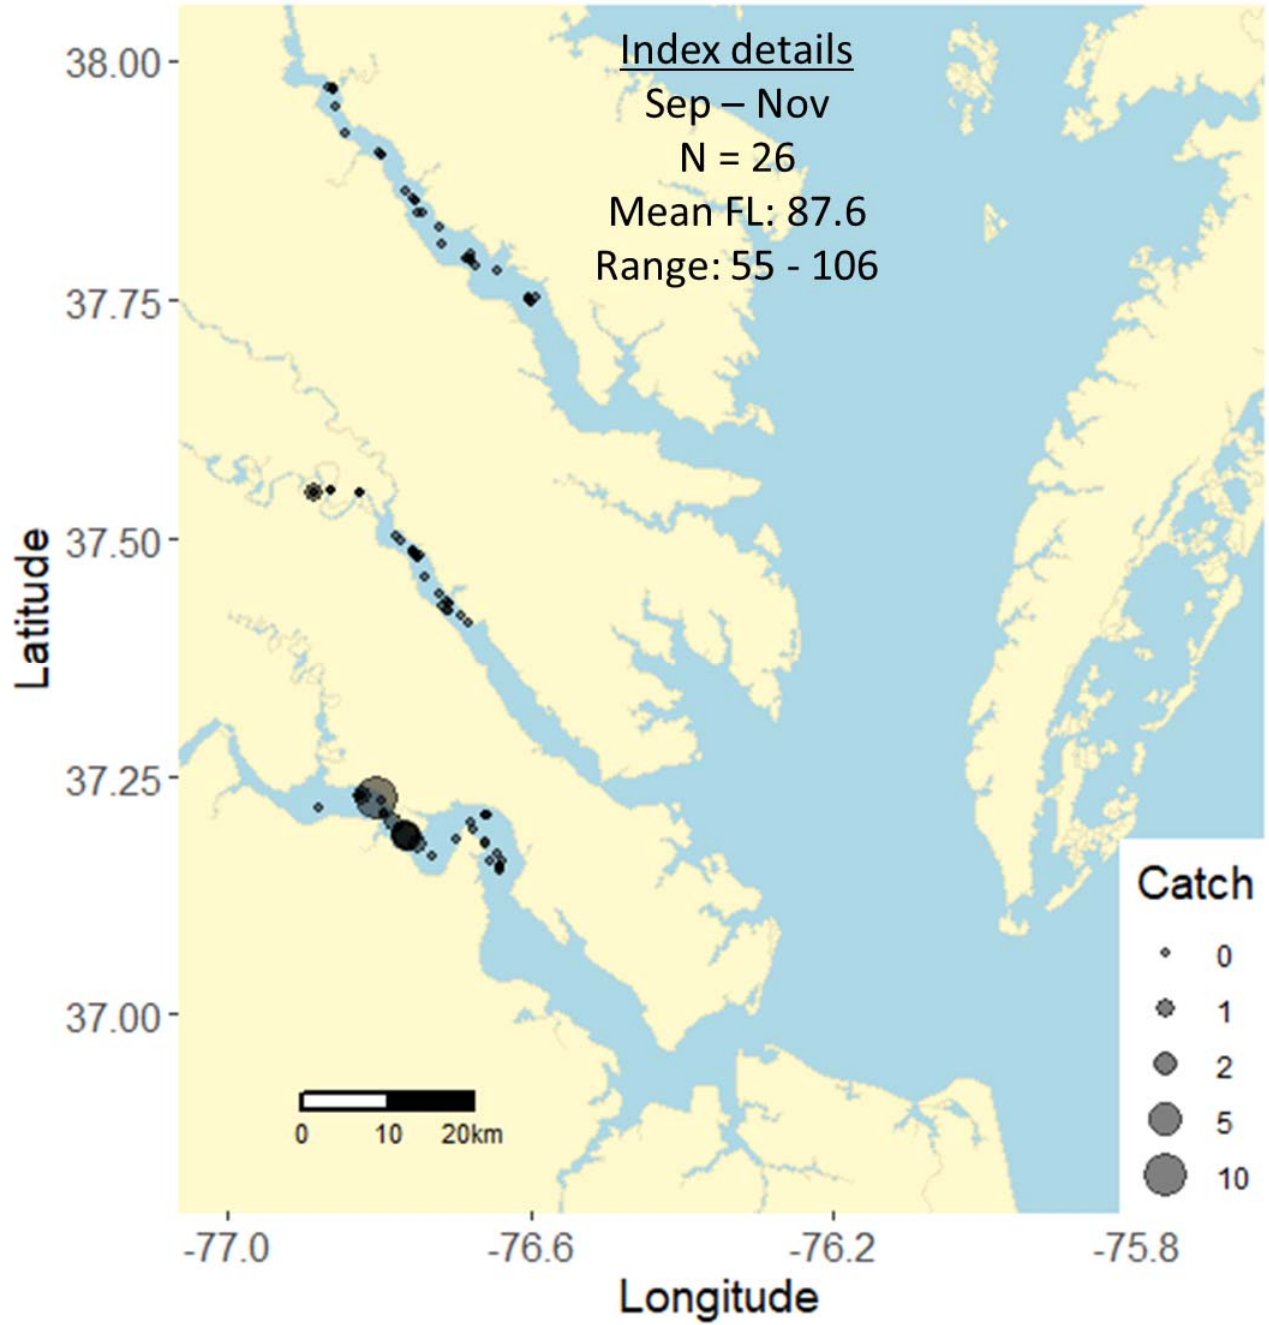 Index details
Sep – Nov
N = 26
Mean FL: 87.6
Range: 55 - 106
38.00
37.75
37.50
37.25
37.00
Latitude
Catch
0
1
2
5
10
0 10 20km
-77.0 -76.6 -76.2 -75.8
Longitude